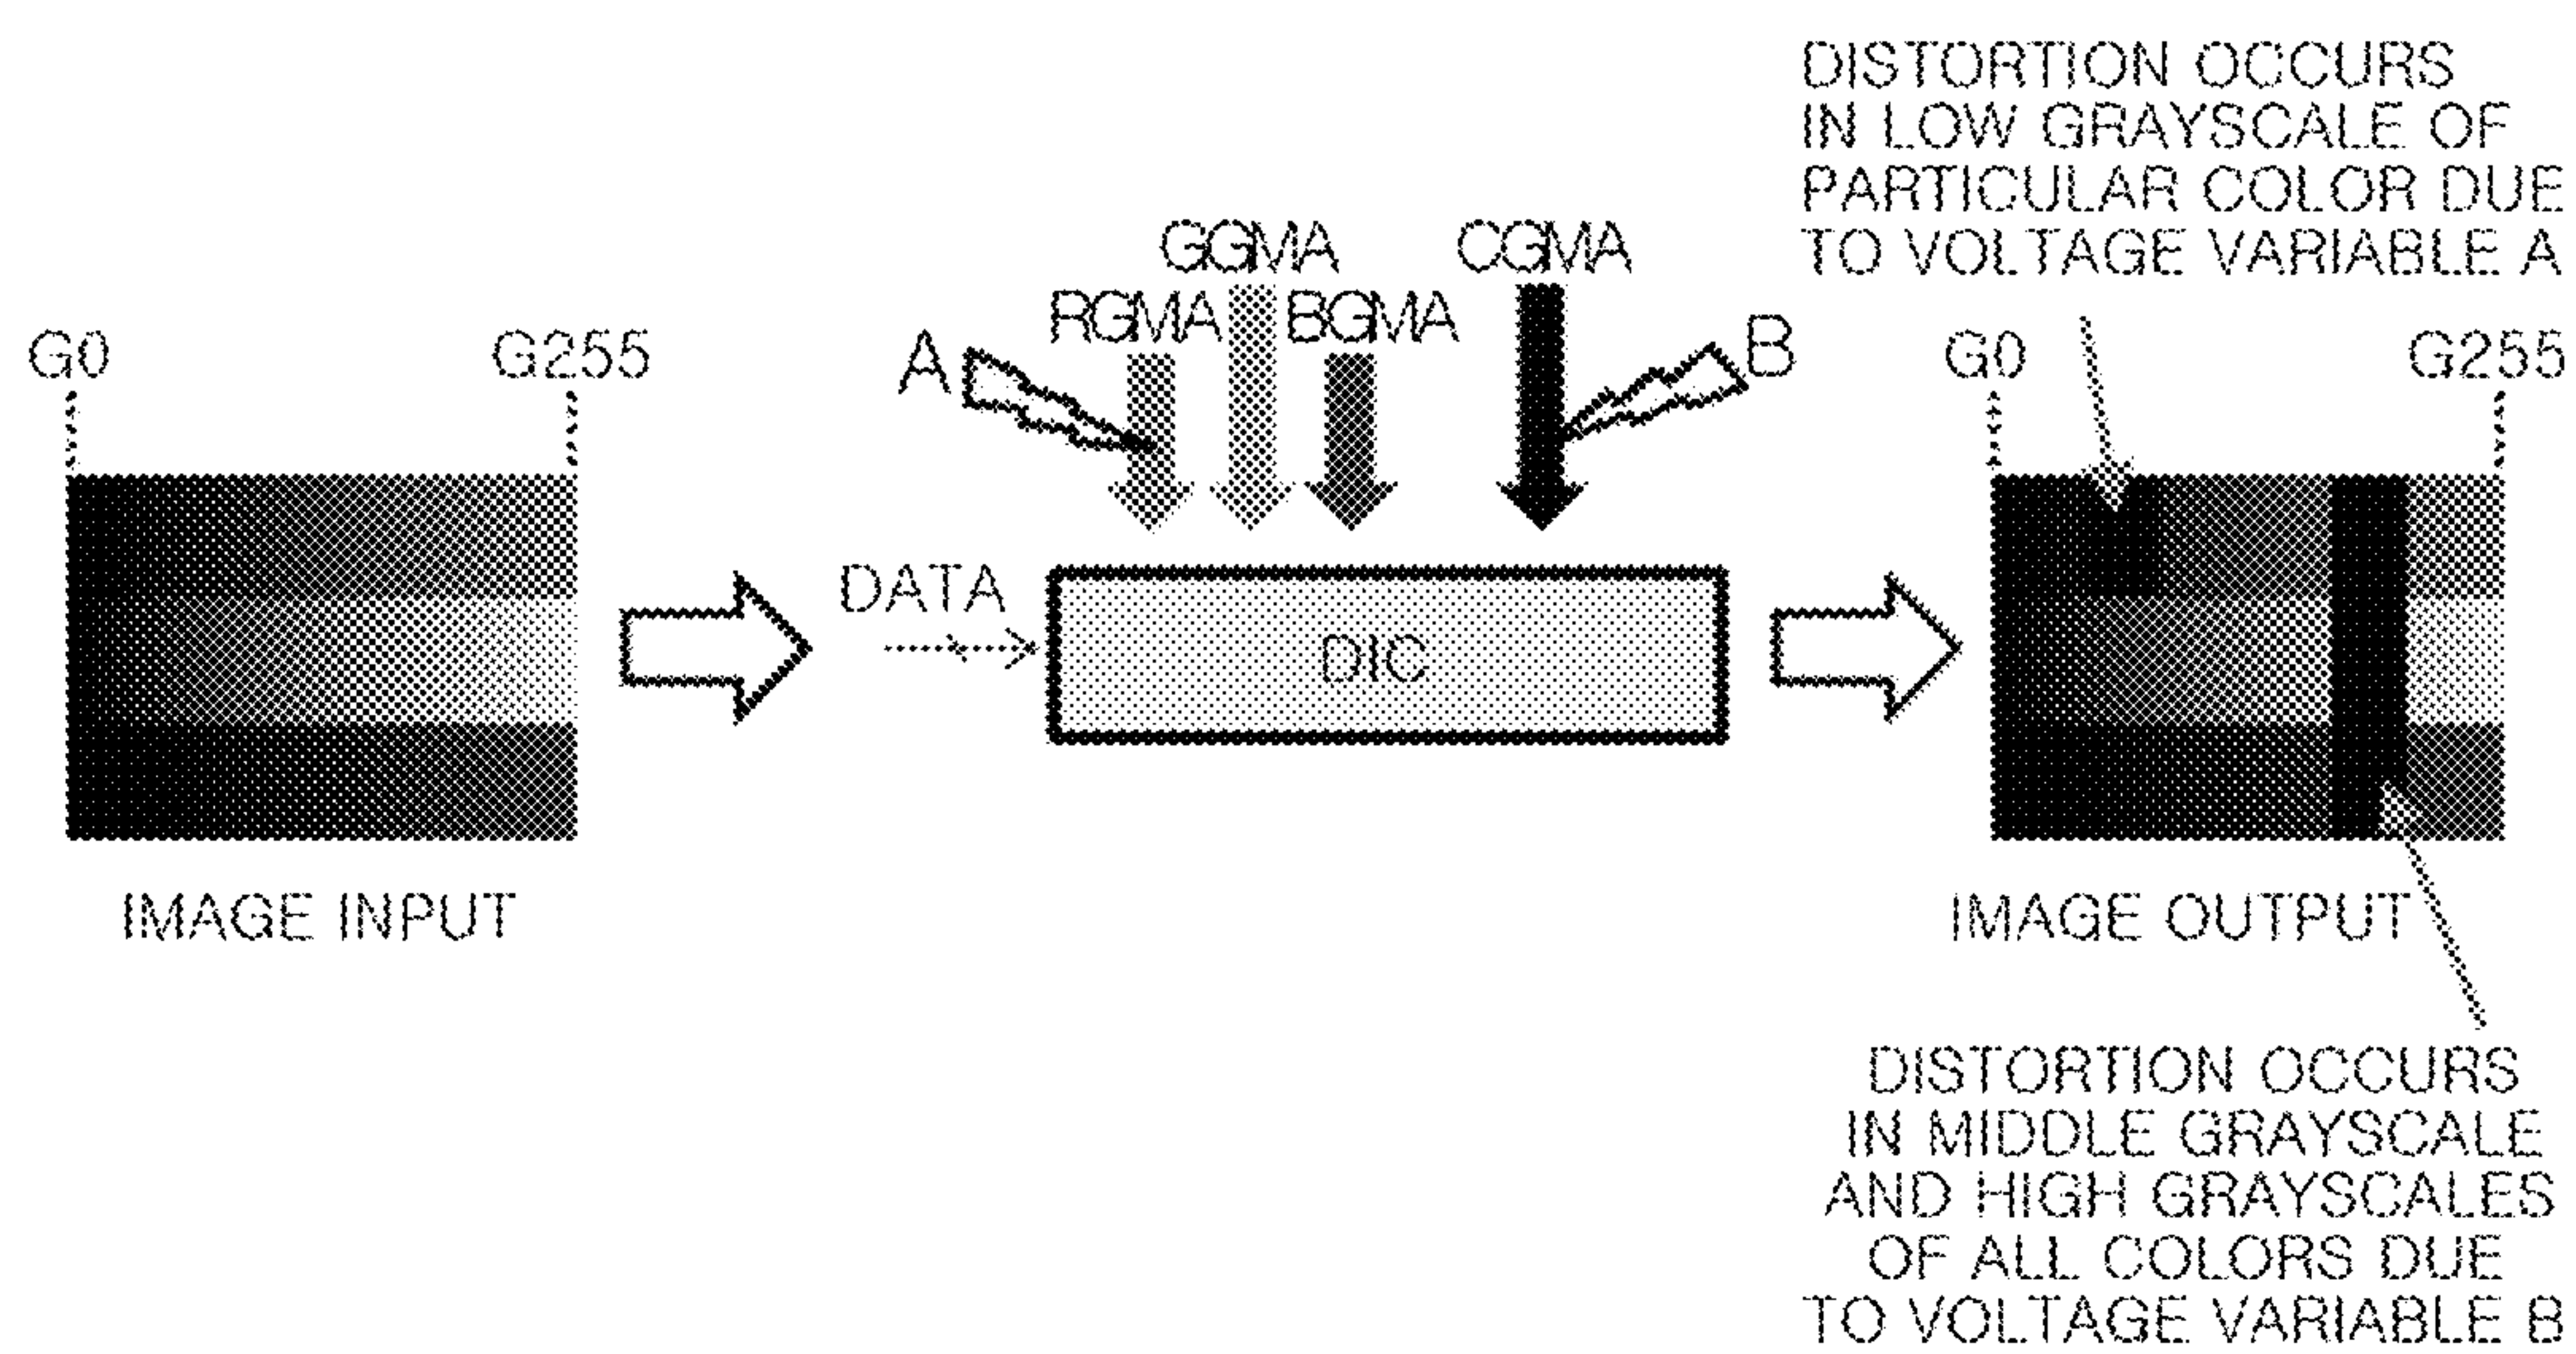 DISTORTION OCCURS
IN LOW GRAYSCALE OF
PARTICULAR COLOR DUE
TO VOLTAGE VARIABLE A
G0
G255
A
RGMA
GGMA
BGMA
CGMA
B
G0
G255
DATA
DIC
IMAGE INPUT
IMAGE OUTPUT
DISTORTION OCCURS
IN MIDDLE GRAYSCALE
AND HIGH GRAYSCALES
OF ALL COLORS DUE
TO VOLTAGE VARIABLE B